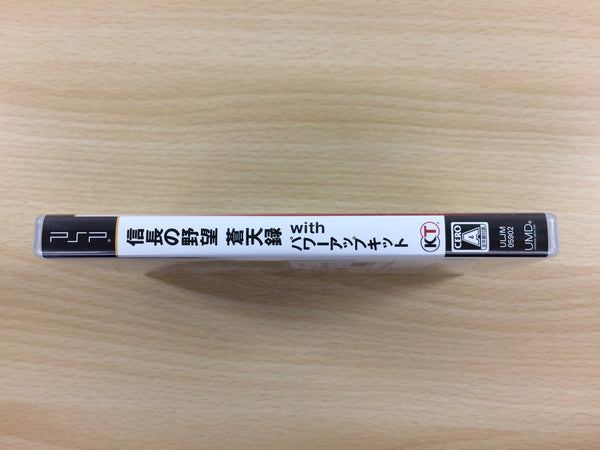 PSP
信長の野望 蒼天録
with
パワーアップキット
KT
CERO
A
ULJM
05902
UMD